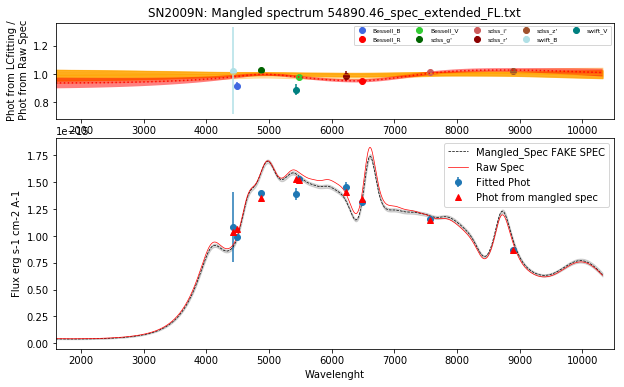 SN2009N: Mangled spectrum 54890.46_spec_extended_FL.txt
Phot from LCfitting /
Phot from Raw Spec
1.2
1.0
0.8
Bessell_B
Bessell_R
Bessell_V
sdss_g'
sdss_i'
sdss_r'
sdss_z'
swift_B
swift_V
2000 3000 4000 5000 6000 7000 8000 9000 10000
Flux erg s-1 cm-2 A-1
1.75
1.50
1.25
1.00
0.75
0.50
0.25
0.00
Mangled_Spec FAKE SPEC
Raw Spec
Fitted Phot
Phot from mangled spec
2000 3000 4000 5000 6000 7000 8000 9000 10000
Wavelenght